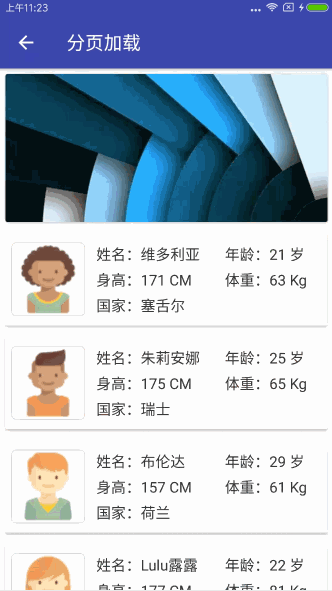 上午11:23
分页加载
姓名：维多利亚 年龄：21 岁
身高：171 CM 体重：63 Kg
国家：塞舌尔
姓名：朱莉安娜 年龄：25 岁
身高：175 CM 体重：65 Kg
国家：瑞士
姓名：布伦达 年龄：29 岁
身高：157 CM 体重：61 Kg
国家：荷兰
姓名：Lulu露露 年龄：22 岁
身高：177 CM 体重：81 Kg